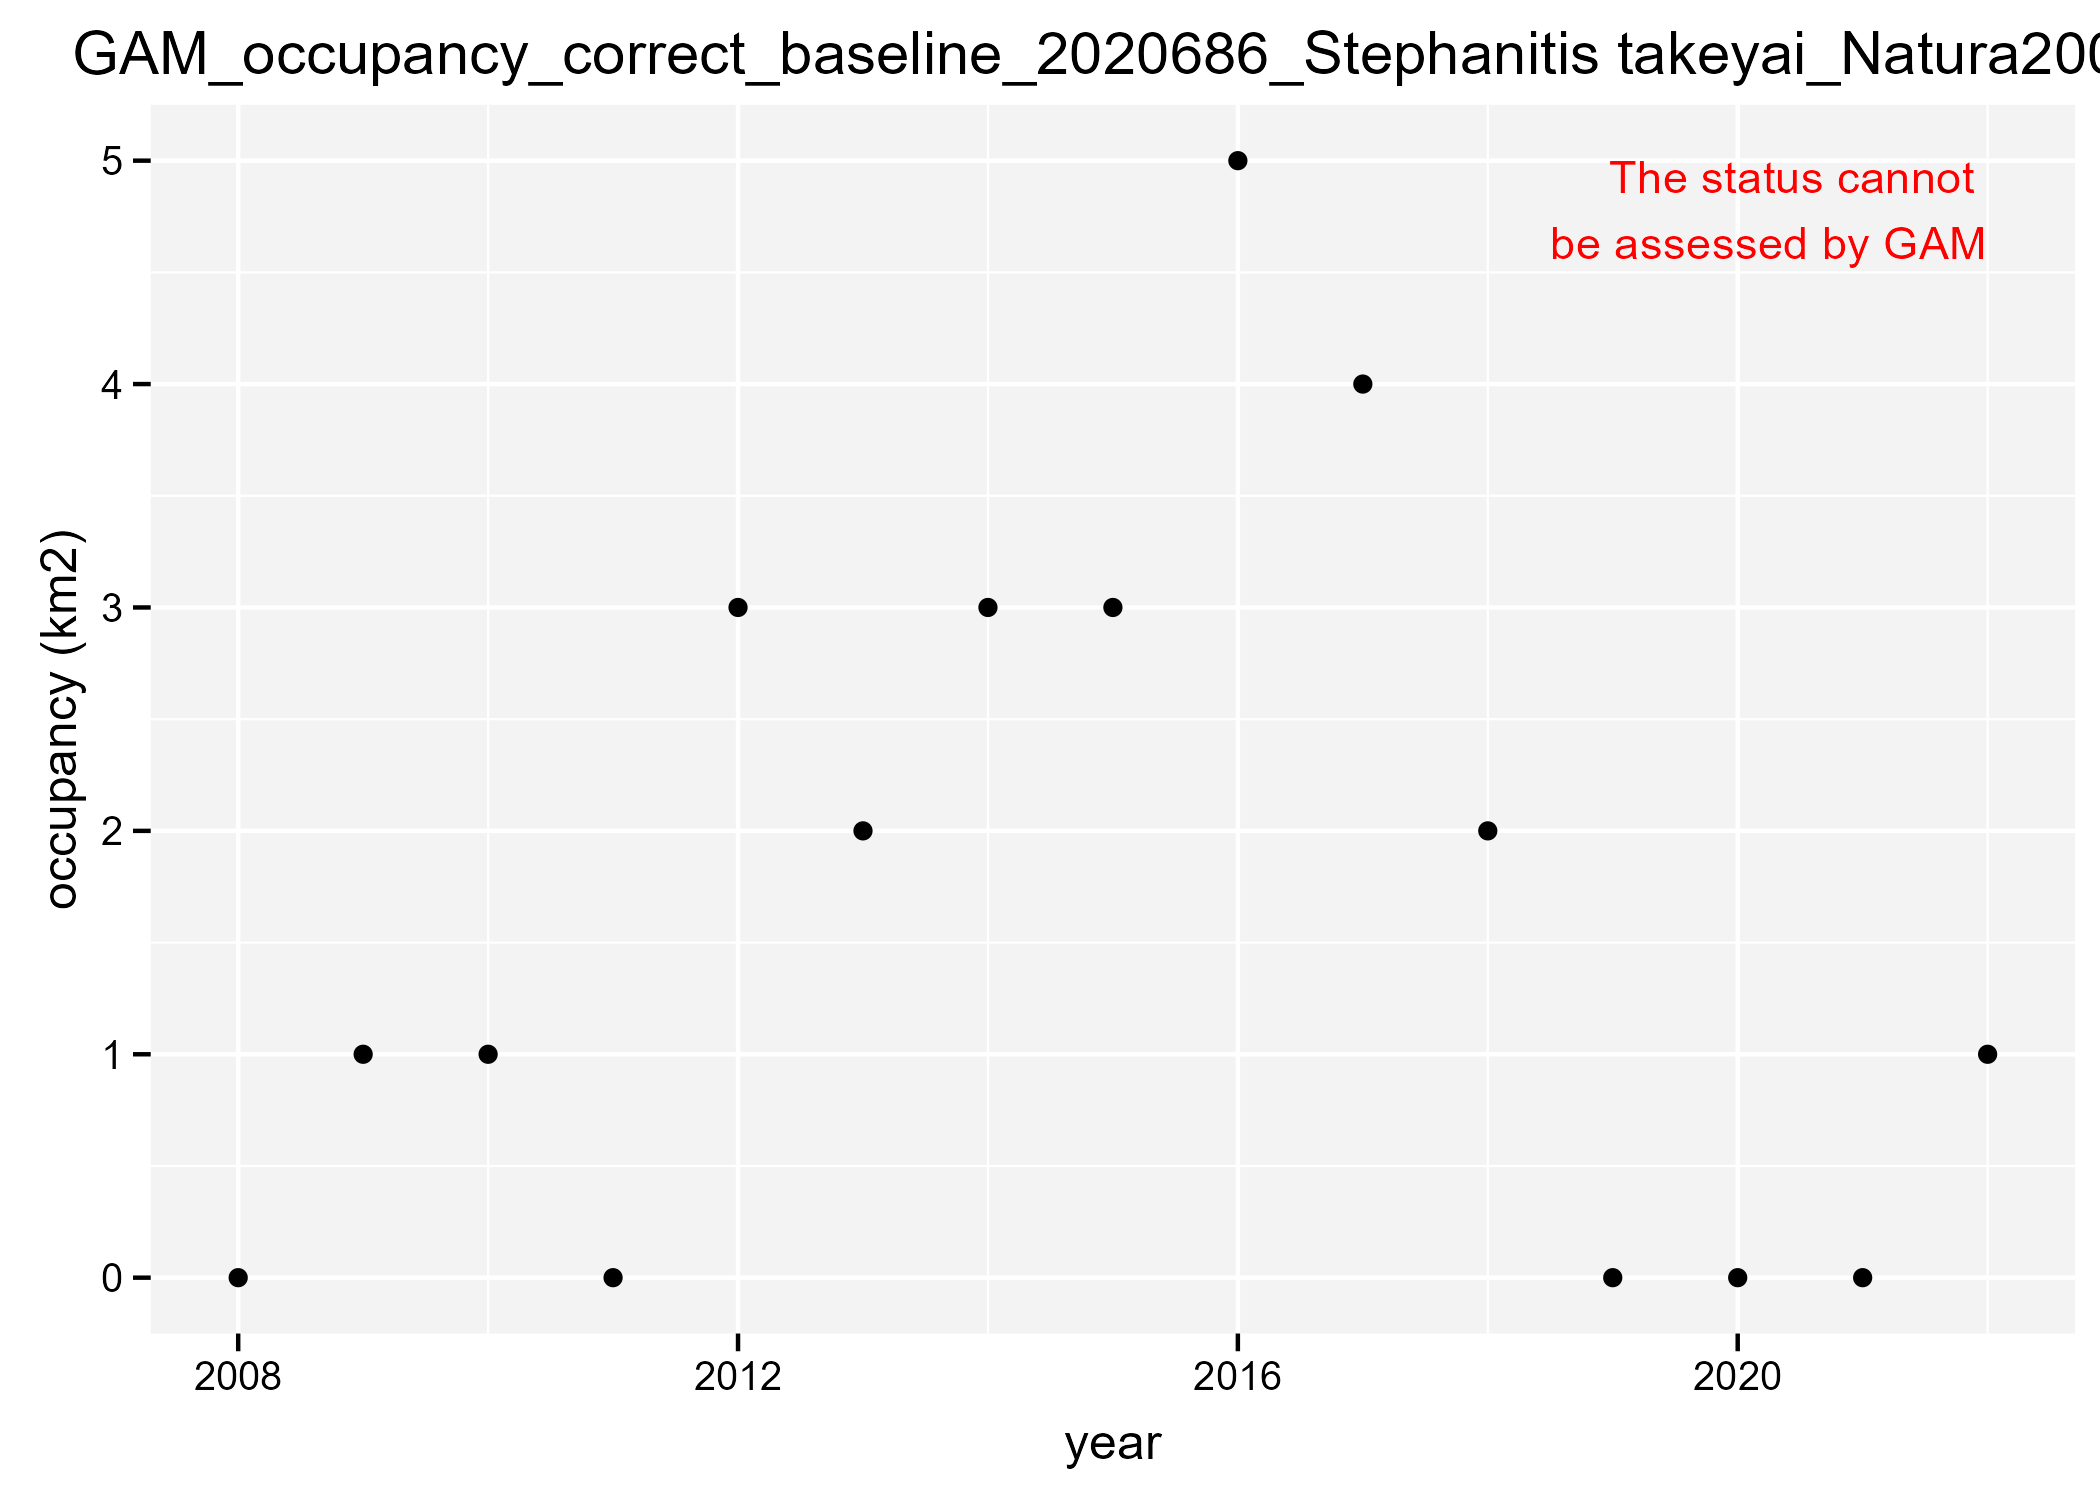 GAM_occupancy_correct_baseline_2020686_Stephanitis takeyai_Natura200
5
The status cannot
be assessed by GAM
4
3
occupancy (km2)
2
1
0
2008 2012 2016 2020
year